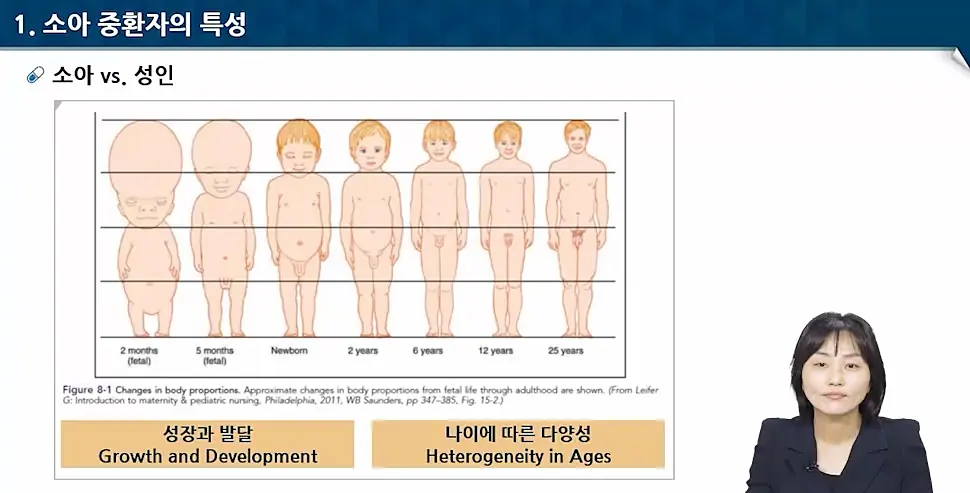 1. 소아 중환자의 특성
소아 vs. 성인
2 months
(fetal)
5 months
(fetal)
Newborn
2 years
6 years
12 years
25 years
Figure 8-1 Changes in body proportions. Approximate changes in body proportions from fetal life through adulthood are shown. (From Leifer
G: Introduction to maternity & pediatric nursing, Philadelphia, 2011, WB Saunders, pp 347–385, Fig. 15-2.)
성장과 발달
Growth and Development
나이에 따른 다양성
Heterogeneity in Ages